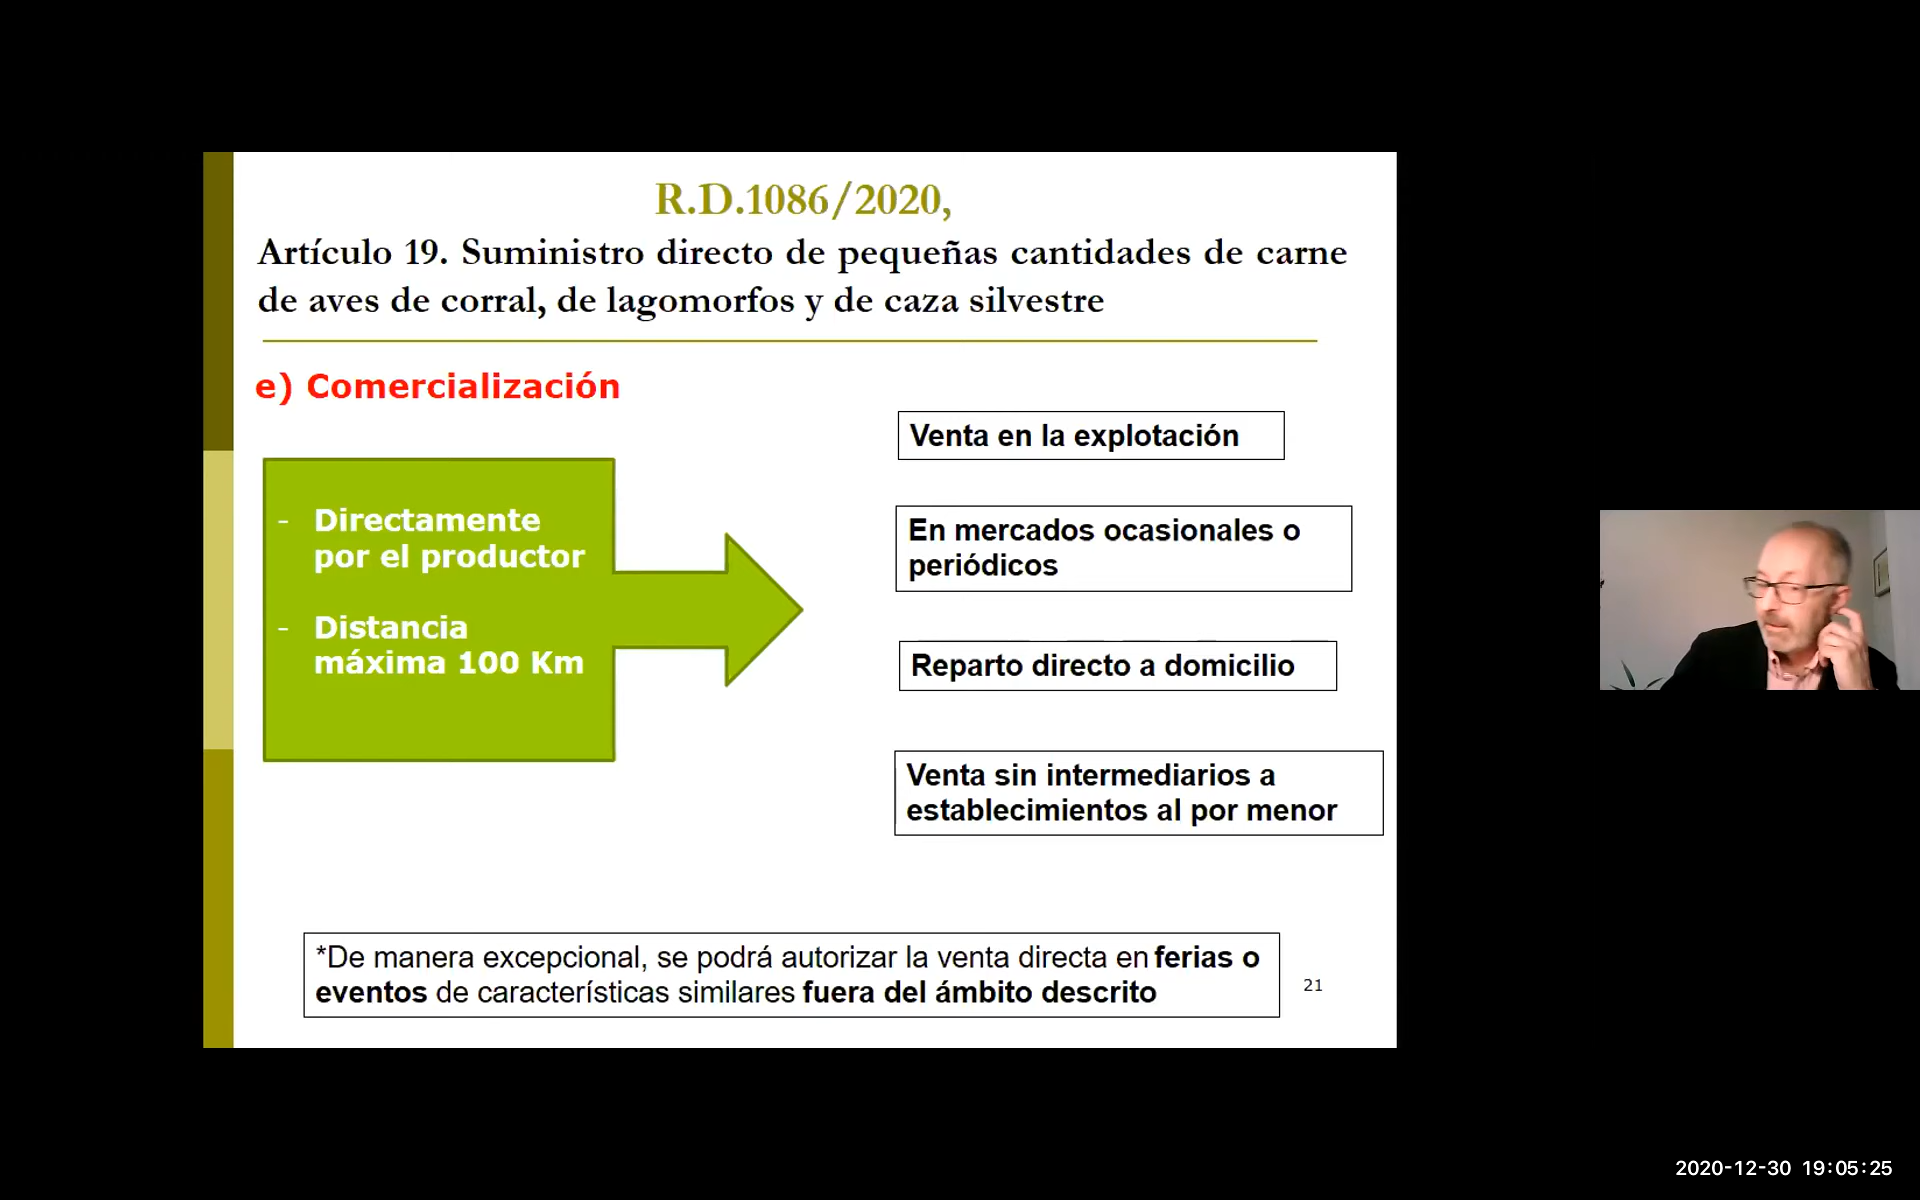 R.D.1086/2020,
Artículo 19. Suministro directo de pequeñas cantidades de carne
de aves de corral, de lagomorfos y de caza silvestre
e) Comercialización
- Directamente
por el productor
- Distancia
máxima 100 Km
Venta en la explotación
En mercados ocasionales o
periódicos
Reparto directo a domicilio
Venta sin intermediarios a
establecimientos al por menor
*De manera excepcional, se podrá autorizar la venta directa en ferias o
eventos de características similares fuera del ámbito descrito
21
2020-12-30 19:05:25